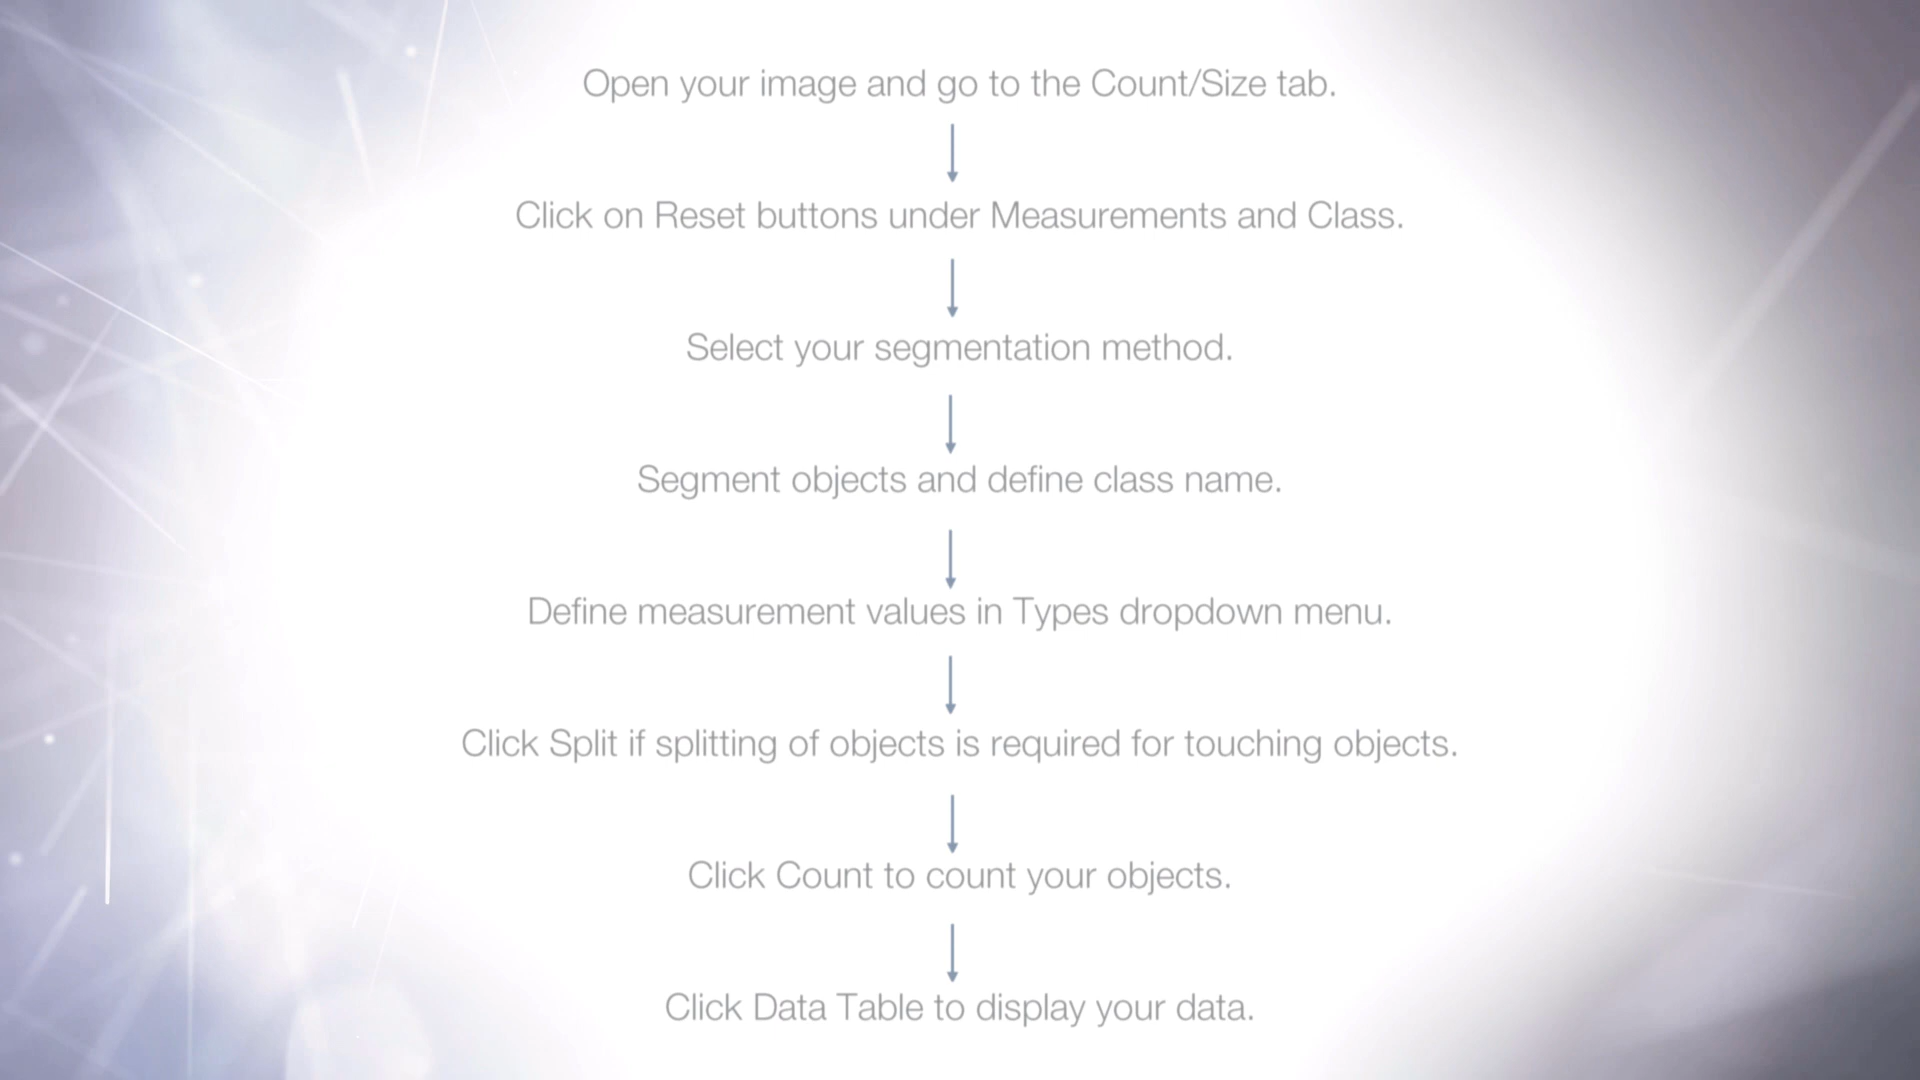 Open your image and go to the Count/Size tab.
Click on Reset buttons under Measurements and Class.
Select your segmentation method.
Segment objects and define class name.
Define measurement values in Types dropdown menu.
Click Split if splitting of objects is required for touching objects.
Click Count to count your objects.
Click Data Table to display your data.